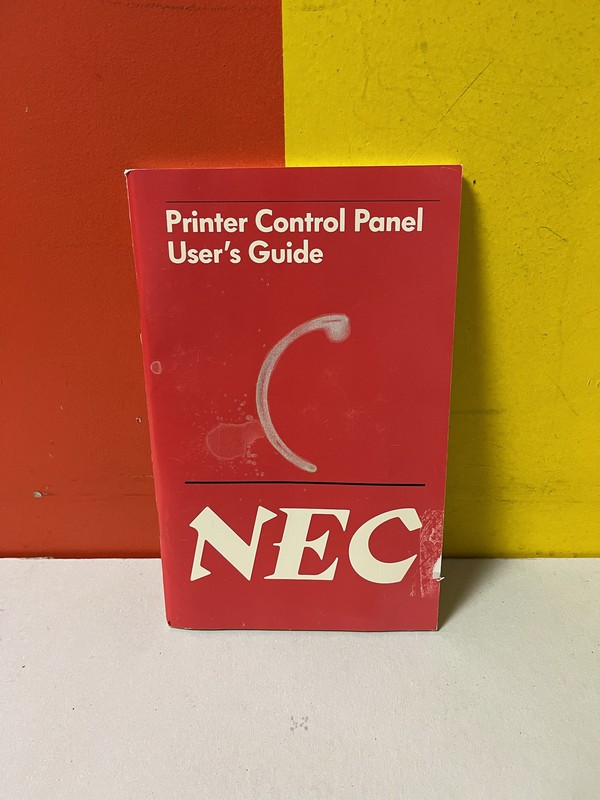 Printer Control Panel
User's Guide
NEC